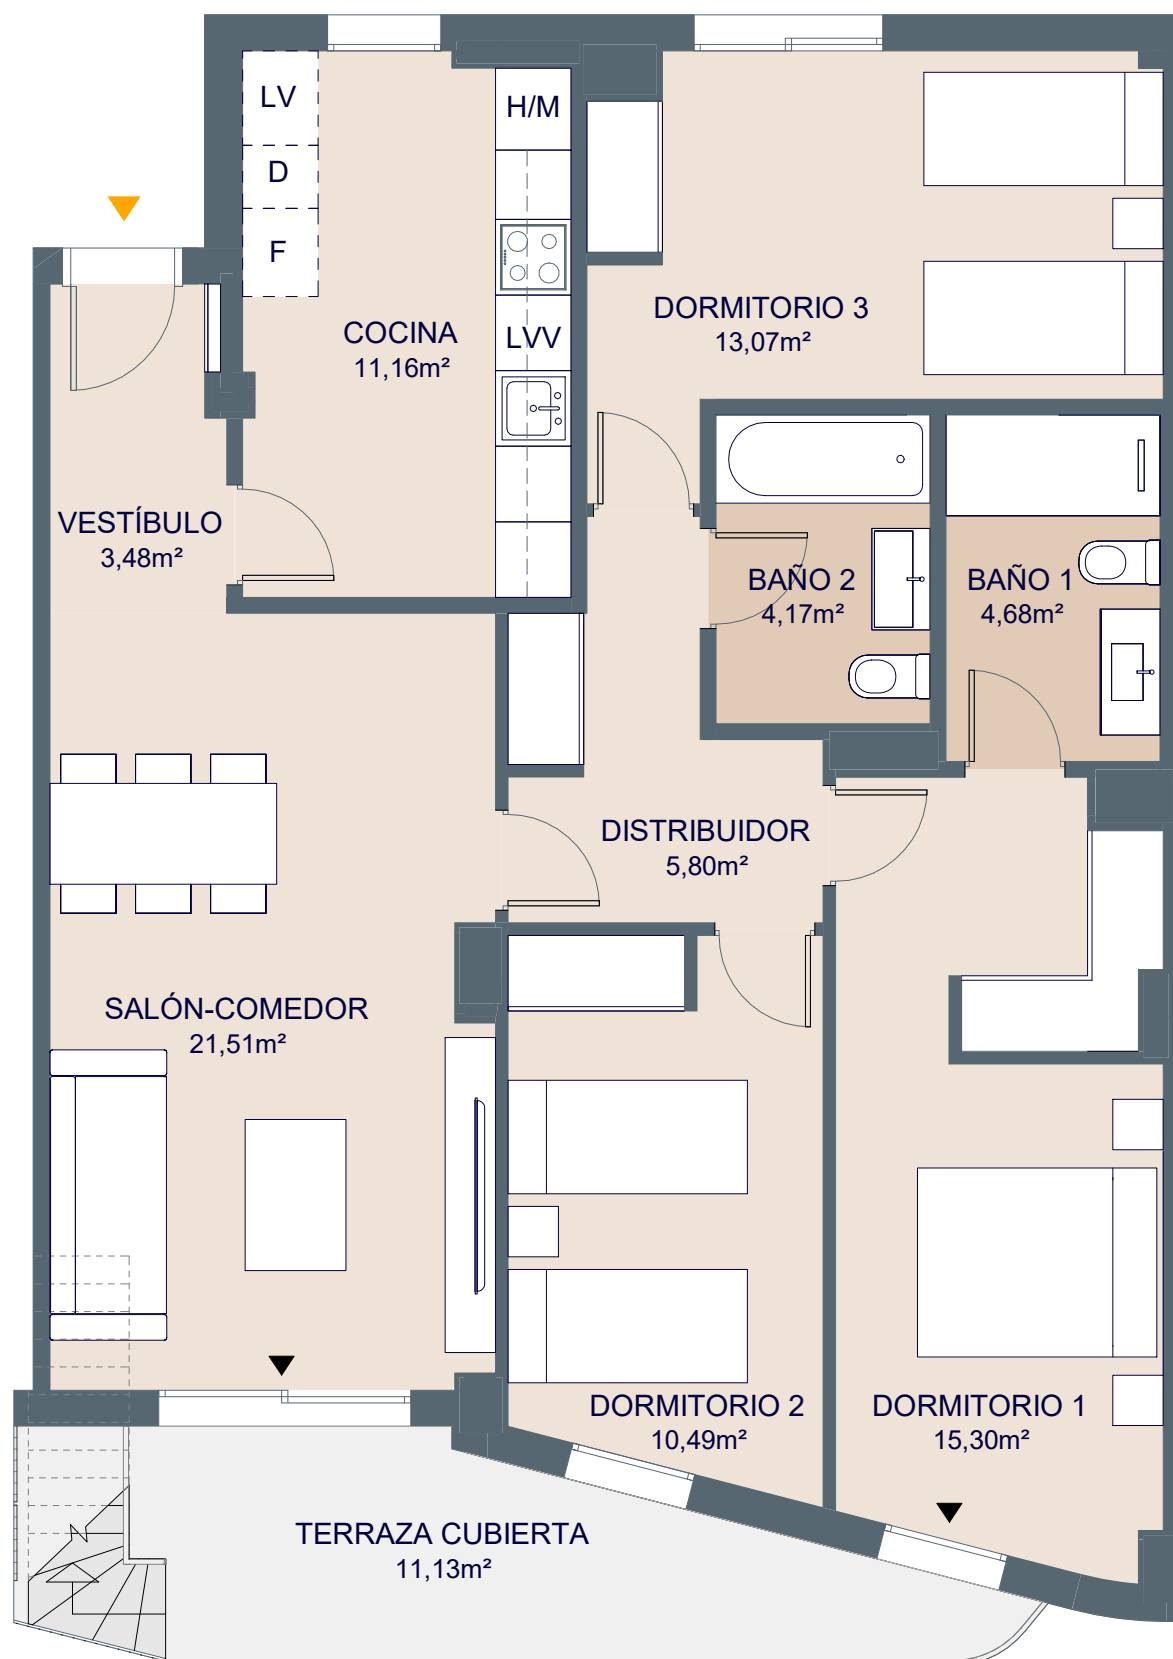 LV
D
F
H/M
LVV
COCINA
11,16m²
DORMITORIO 3
13,07m²
VESTÍBULO
3,48m²
BAÑO 2
4,17m²
BAÑO 1
4,68m²
DISTRIBUIDOR
5,80m²
SALÓN-COMEDOR
21,51m²
DORMITORIO 2
10,49m²
DORMITORIO 1
15,30m²
TERRAZA CUBIERTA
11,13m²